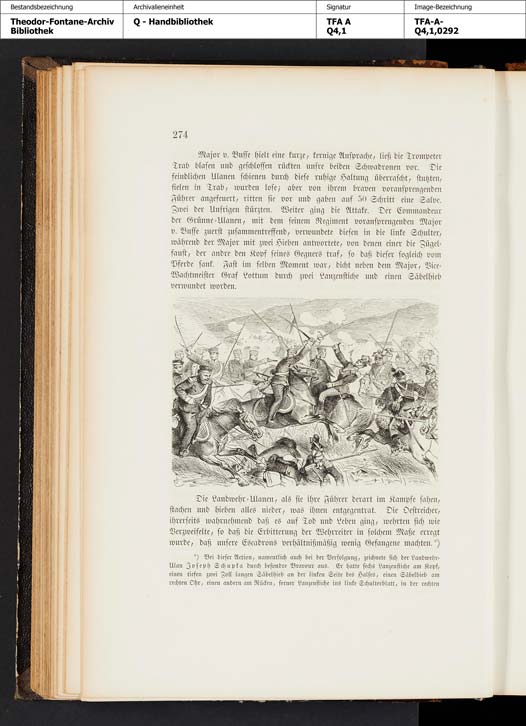 Bestandsbezeichnung
Archivalieneinheit
Signatur
Image-Bezeichnung
Theodor-Fontane-Archiv
Bibliothek
Q - Handbibliothek
TFA A
Q4,1
TFA-A-
Q4,1,0292
274
Major v. Busse hielt eine kurze, kernige Ansprache, ließ die Trompeter
Trab blasen und geschlossen rückten unsre beiden Schwadronen vor. Die
feindlichen Ulanen schienen durch diese ruhige Haltung überrascht, stutzten,
fielen in Trab, wurden lose; aber von ihrem braven voransprengenden
Führer angefeuert, ritten sie vor und gaben auf 50 Schritt eine Salve.
Zwei der Unsrigen stürzten. Weiter ging die Attake. Der Commandeur
der Grünne-Ulanen, mit dem seinem Regiment voransprengenden Major
v. Busse zuerst zusammentreffend, verwundete diesen in die linke Schulter,
während der Major mit zwei Hieben antwortete, von denen einer die Zügel-
faust, der andre den Kopf seines Gegners traf, so daß dieser sogleich vom
Pferde sank. Fast im selben Moment war, dicht neben dem Major, Vice-
Wachtmeister Graf Lottum durch zwei Lanzenstiche und einen Säbelhieb
verwundet worden.
Die Landwehr-Ulanen, als sie ihre Führer derart im Kampfe sahen,
stachen und hieben alles nieder, was ihnen entgegentrat. Die Oestreicher,
ihrerseits wahrnehmend daß es auf Tod und Leben ging, wehrten sich wie
Verzweifelte, so daß die Erbitterung der Wehrreiter in solchem Maße erregt
wurde, daß unsere Escadrons verhältnißmäßig wenig Gefangene machten.*)
*) Bei dieser Action, namentlich auch bei der Verfolgung, zeichnete sich der Landwehr-
Ulan Joseph Schupka durch besondre Bravour aus. Er hatte sechs Lanzenstiche am Kopf,
einen tiefen zwei Zoll langen Säbelhieb an der linken Seite des Halses, einen Säbelhieb am
rechten Ohr, einen andern am Rücken, ferner Lanzenstiche ins linke Schulterblatt, in der rechten